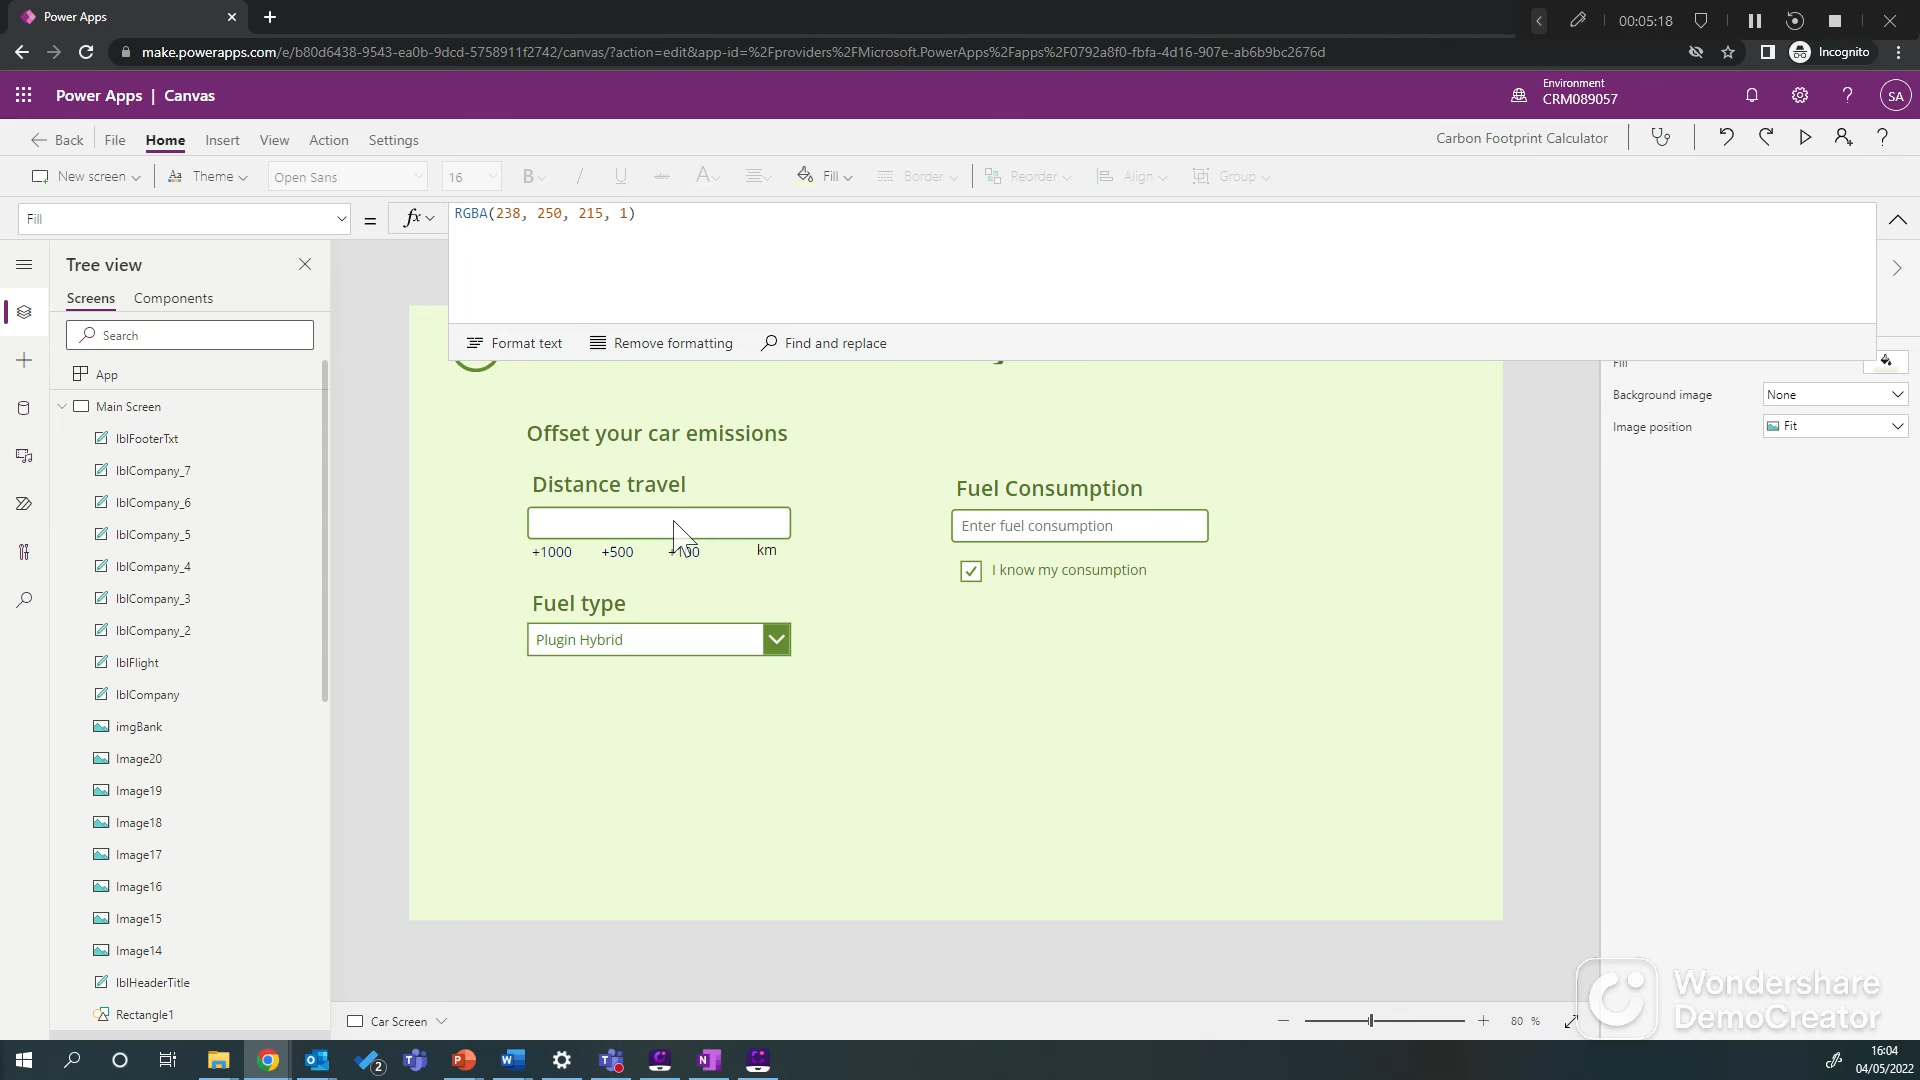 Power Apps
00:05:18
make.powerapps.com/e/b80d6438-9543-ea0b-9dcd-5758911f2742/canvas/?action=edit&app-id=%2Fproviders%2FMicrosoft.PowerApps%2Fapps%2F0792a8f0-fbfa-4d16-907e-ab6b9bc2676d
Incognito
Power Apps | Canvas
Environment
CRM089057
SA
Back File Home Insert View Action Settings
Carbon Footprint Calculator
New screen Theme Open Sans 16 B / U abc A Fill Border Reorder Align Group
Fill = fx RGBA(238, 250, 215, 1)
Format text Remove formatting Find and replace
Tree view
Screens Components
Search
App
Main Screen
lblFooterTxt
lblCompany_7
lblCompany_6
lblCompany_5
lblCompany_4
lblCompany_3
lblCompany_2
lblFlight
lblCompany
imgBank
Image20
Image19
Image18
Image17
Image16
Image15
Image14
lblHeaderTitle
Rectangle1
Offset your car emissions
Distance travel
+1000 +500 +100 km
Fuel type
Plugin Hybrid
Fuel Consumption
Enter fuel consumption
I know my consumption
Fill
Background image None
Image position Fit
Car Screen
80 %
Wondershare
DemoCreator
2
16:04
04/05/2022